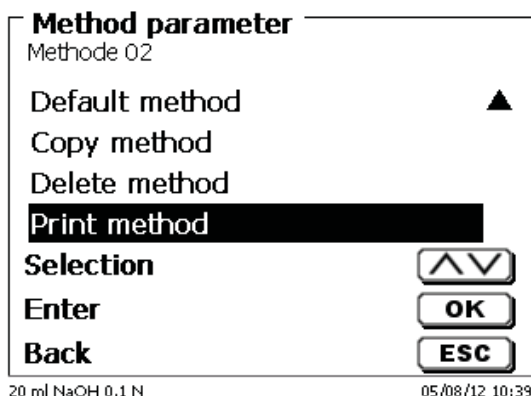 Method parameter
Methode 02
Default method
Copy method
Delete method
Print method
Selection
Enter OK
Back ESC
20 ml NaOH 0.1 N 05/08/12 10:39